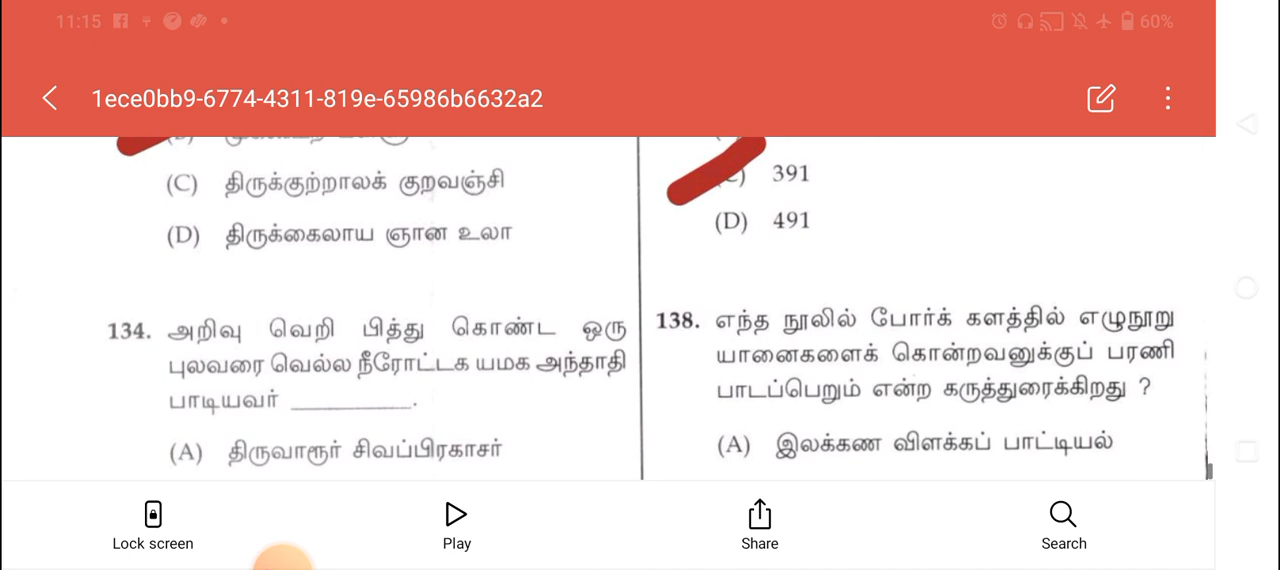 11:15
60%
1ece0bb9-6774-4311-819e-65986b6632a2
(C) திருக்குற்றாலக் குறவஞ்சி
(D) திருக்கைலாய ஞான உலா
134. அறிவு வெறி பித்து கொண்ட ஒரு
புலவரை வெல்ல நீரோட்டக யமக அந்தாதி
பாடியவர் __________.
(A) திருவாரூர் சிவப்பிரகாசர்
391
(D) 491
138. எந்த நூலில் போர்க் களத்தில் எழுநூறு
யானைகளைக் கொன்றவனுக்குப் பரணி
பாடப்பெறும் என்ற கருத்துரைக்கிறது ?
(A) இலக்கண விளக்கப் பாட்டியல்
Lock screen
Play
Share
Search